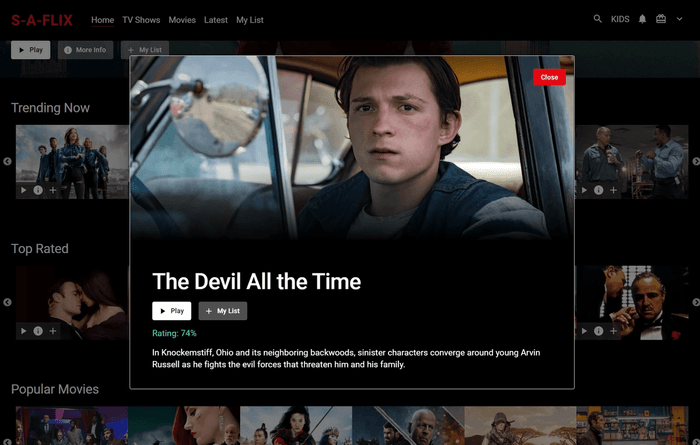 S-A-FLIX Home TV Shows Movies Latest My List KIDS
Play More Info My List
Close
Trending Now
The Devil All the Time
Play My List
Top Rated
Rating: 74%
In Knockemstiff, Ohio and its neighboring backwoods, sinister characters converge around young Arvin
Russell as he fights the evil forces that threaten him and his family.
Popular Movies